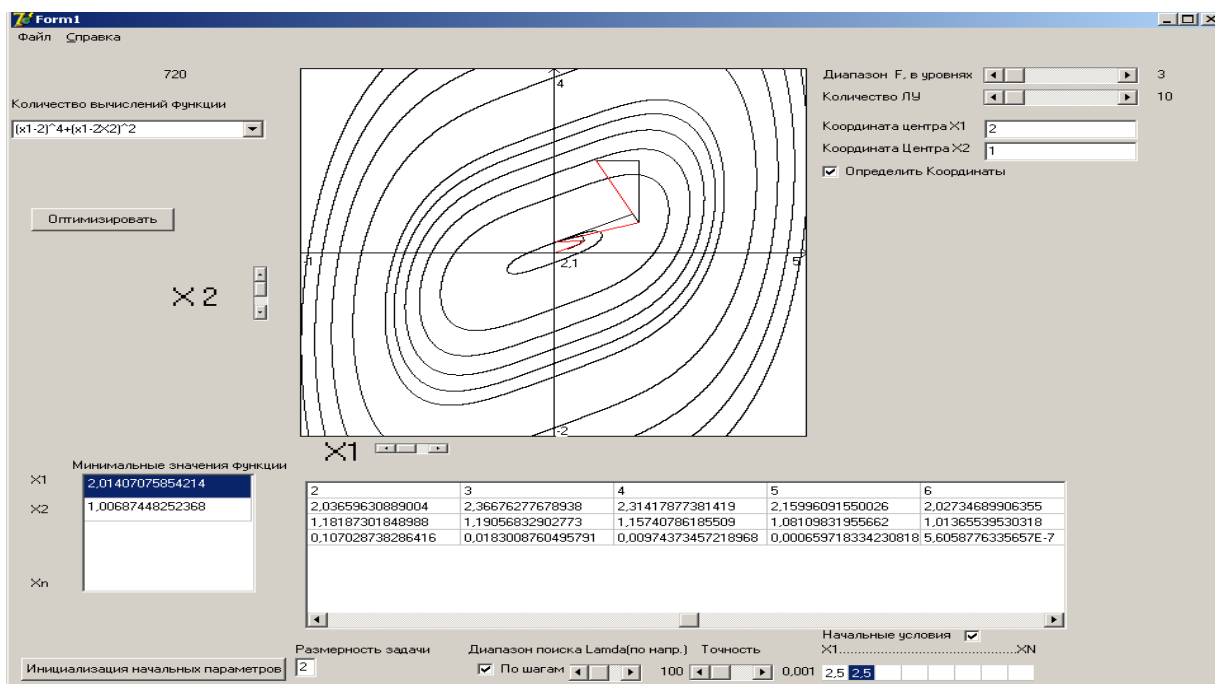 Form1
Файл Справка
720
Количество вычислений функции
(x1-2)^4+(x1-2X2)^2
Оптимизировать
X2
4
-1
2,1
5
-2
X1
Диапазон F, в уровнях 3
Количество ЛУ 10
Координата центра X1 2
Координата Центра X2 1
Определить Координаты
Минимальные значения функции
X1 2,01407075854214
X2 1,00687448252368
Xn
2 3 4 5 6
2,03659630889004 2,36676277678938 2,31417877381419 2,15996091550026 2,02734689906355
1,18187301848988 1,19056832902773 1,15740786185509 1,08109831955662 1,01365539530318
0,107028738286416 0,0183008760495791 0,00974373457218968 0,000659718334230818 5,6058776335657E-7
Начальные условия
Размерность задачи Диапазон поиска Lamda(по напр.) Точность X1..............................................XN
Инициализация начальных параметров 2 По шагам 100 0,001 2,5 2,5